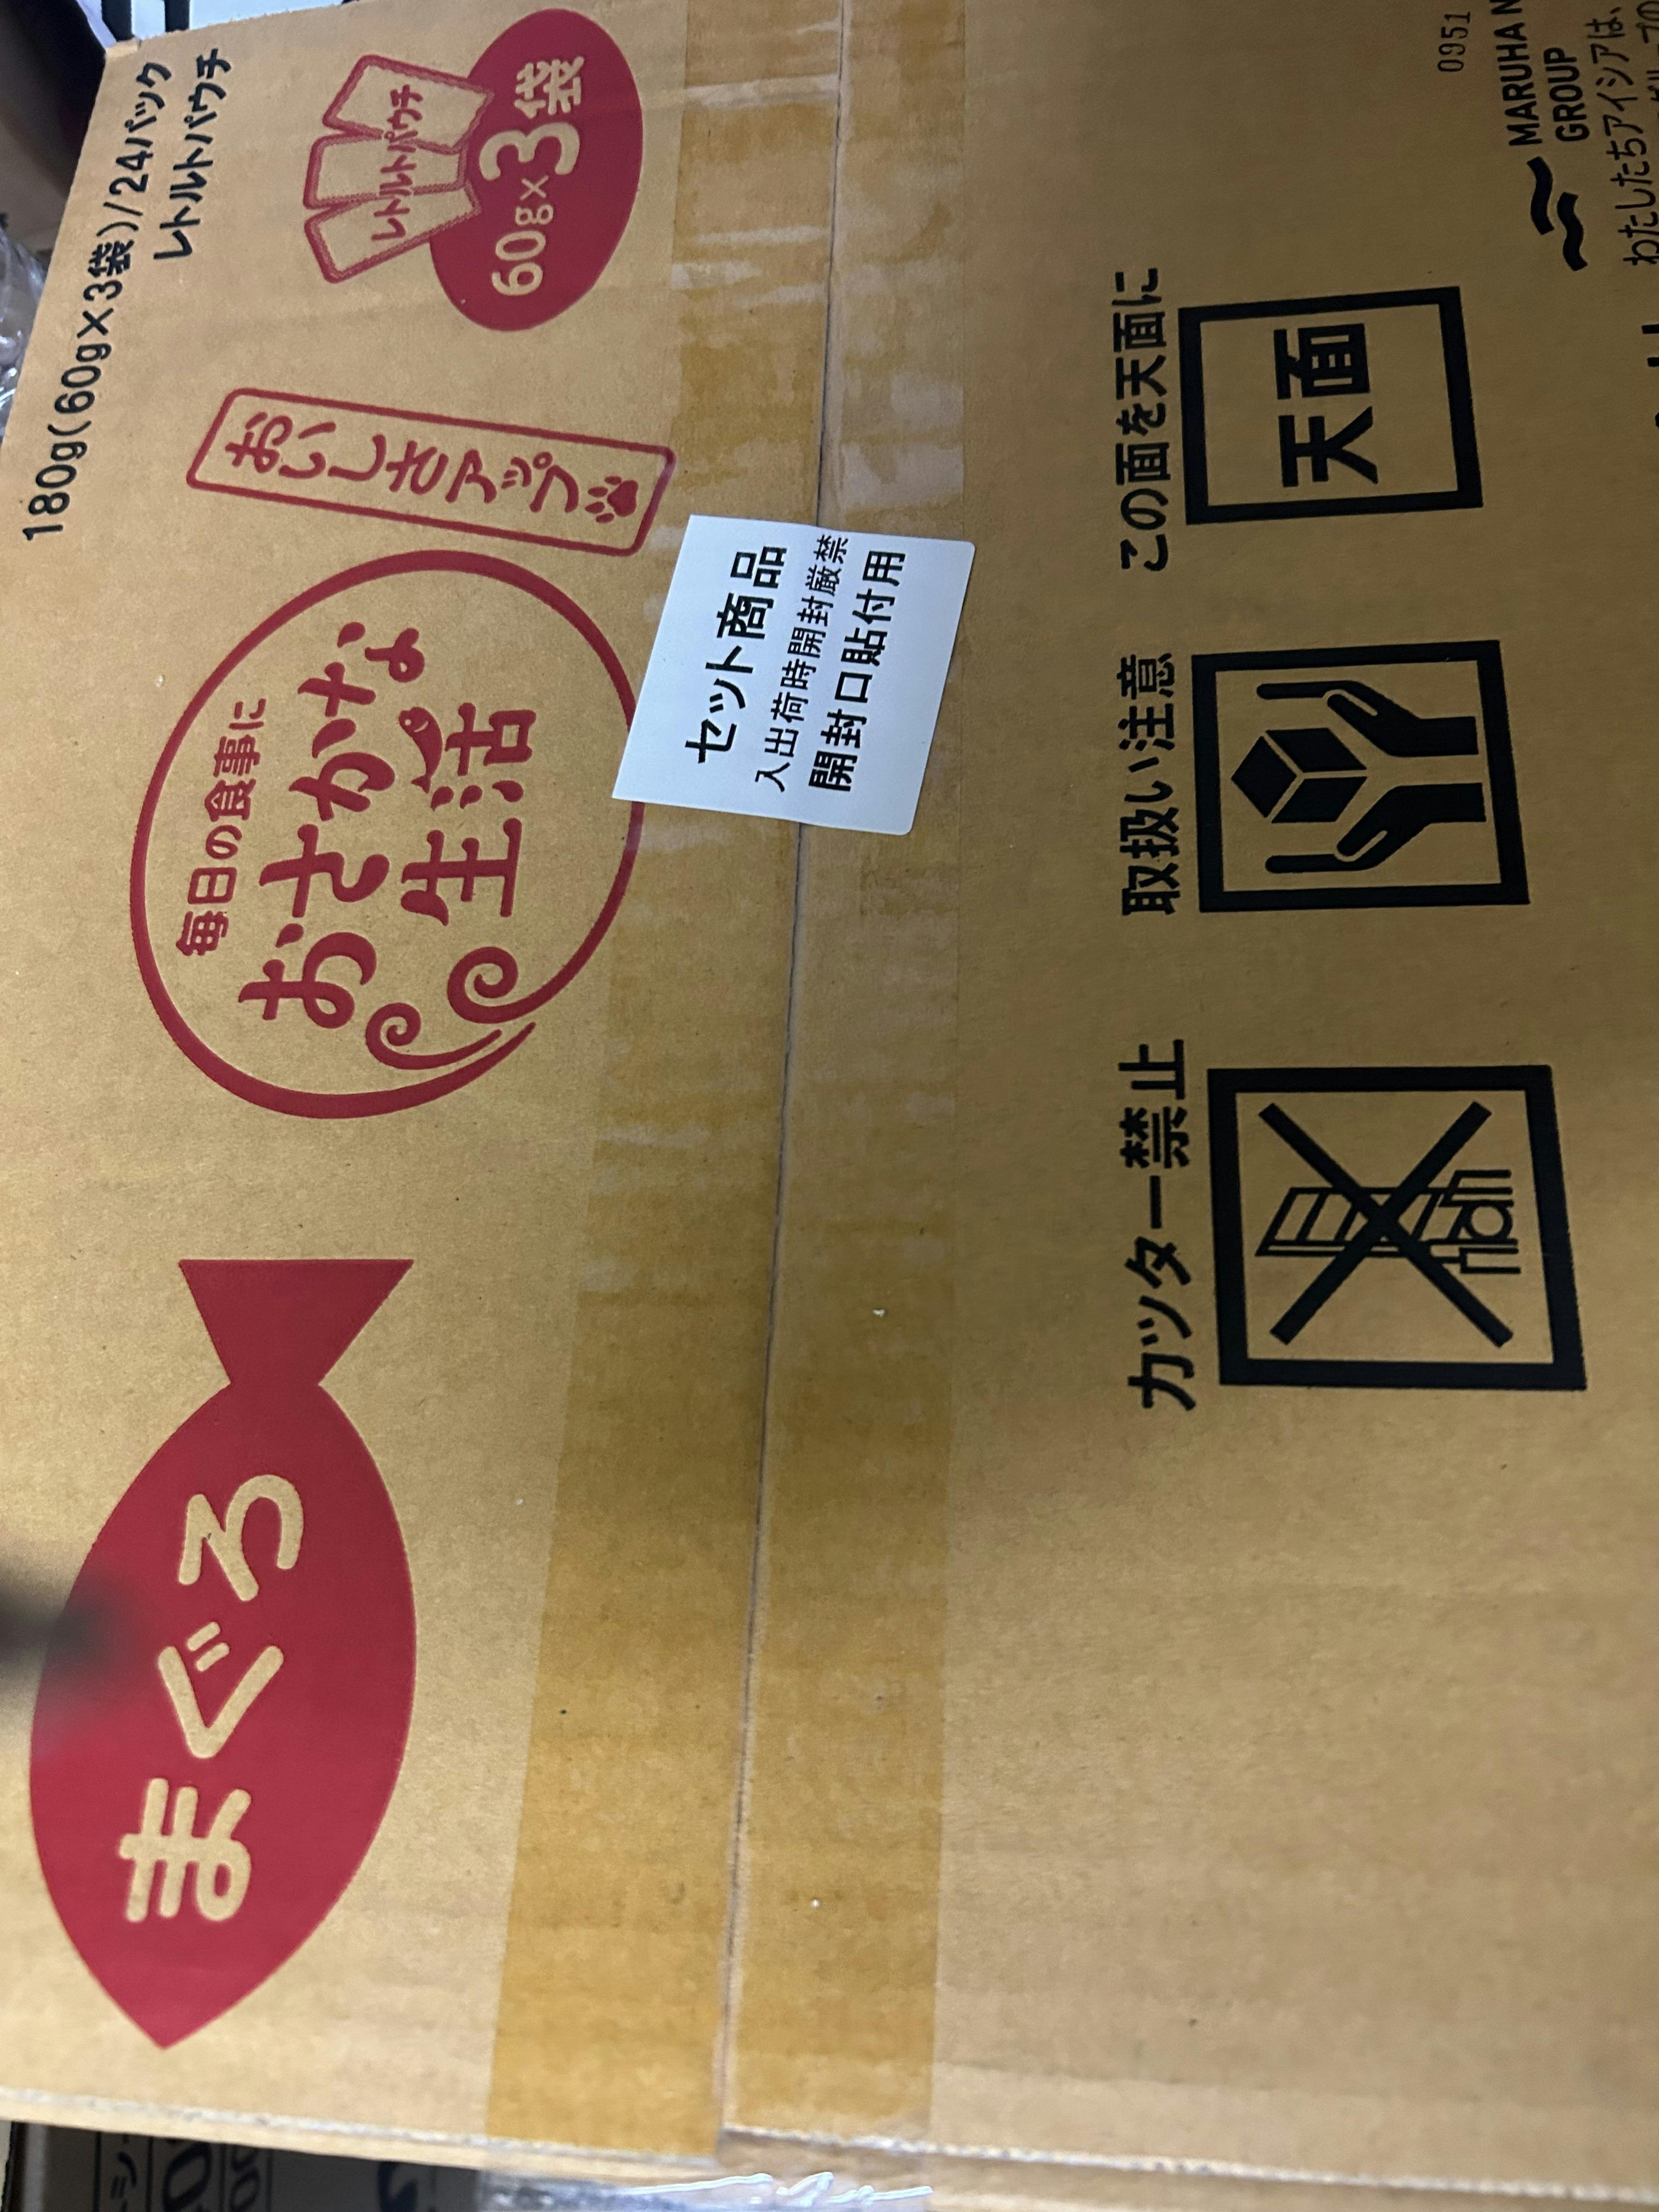 180g(60g×3袋)/24パック
レトルトパウチ
まぐろ
毎日の食事に
おさかな
生活
おいしさアップ
レトルトパウチ
60g×3袋
セット商品
入出荷時開封厳禁
開封口貼付用
カッター禁止
取扱い注意
この面を天面に
天面
0951
GROUP
わたしたちアイシアは、